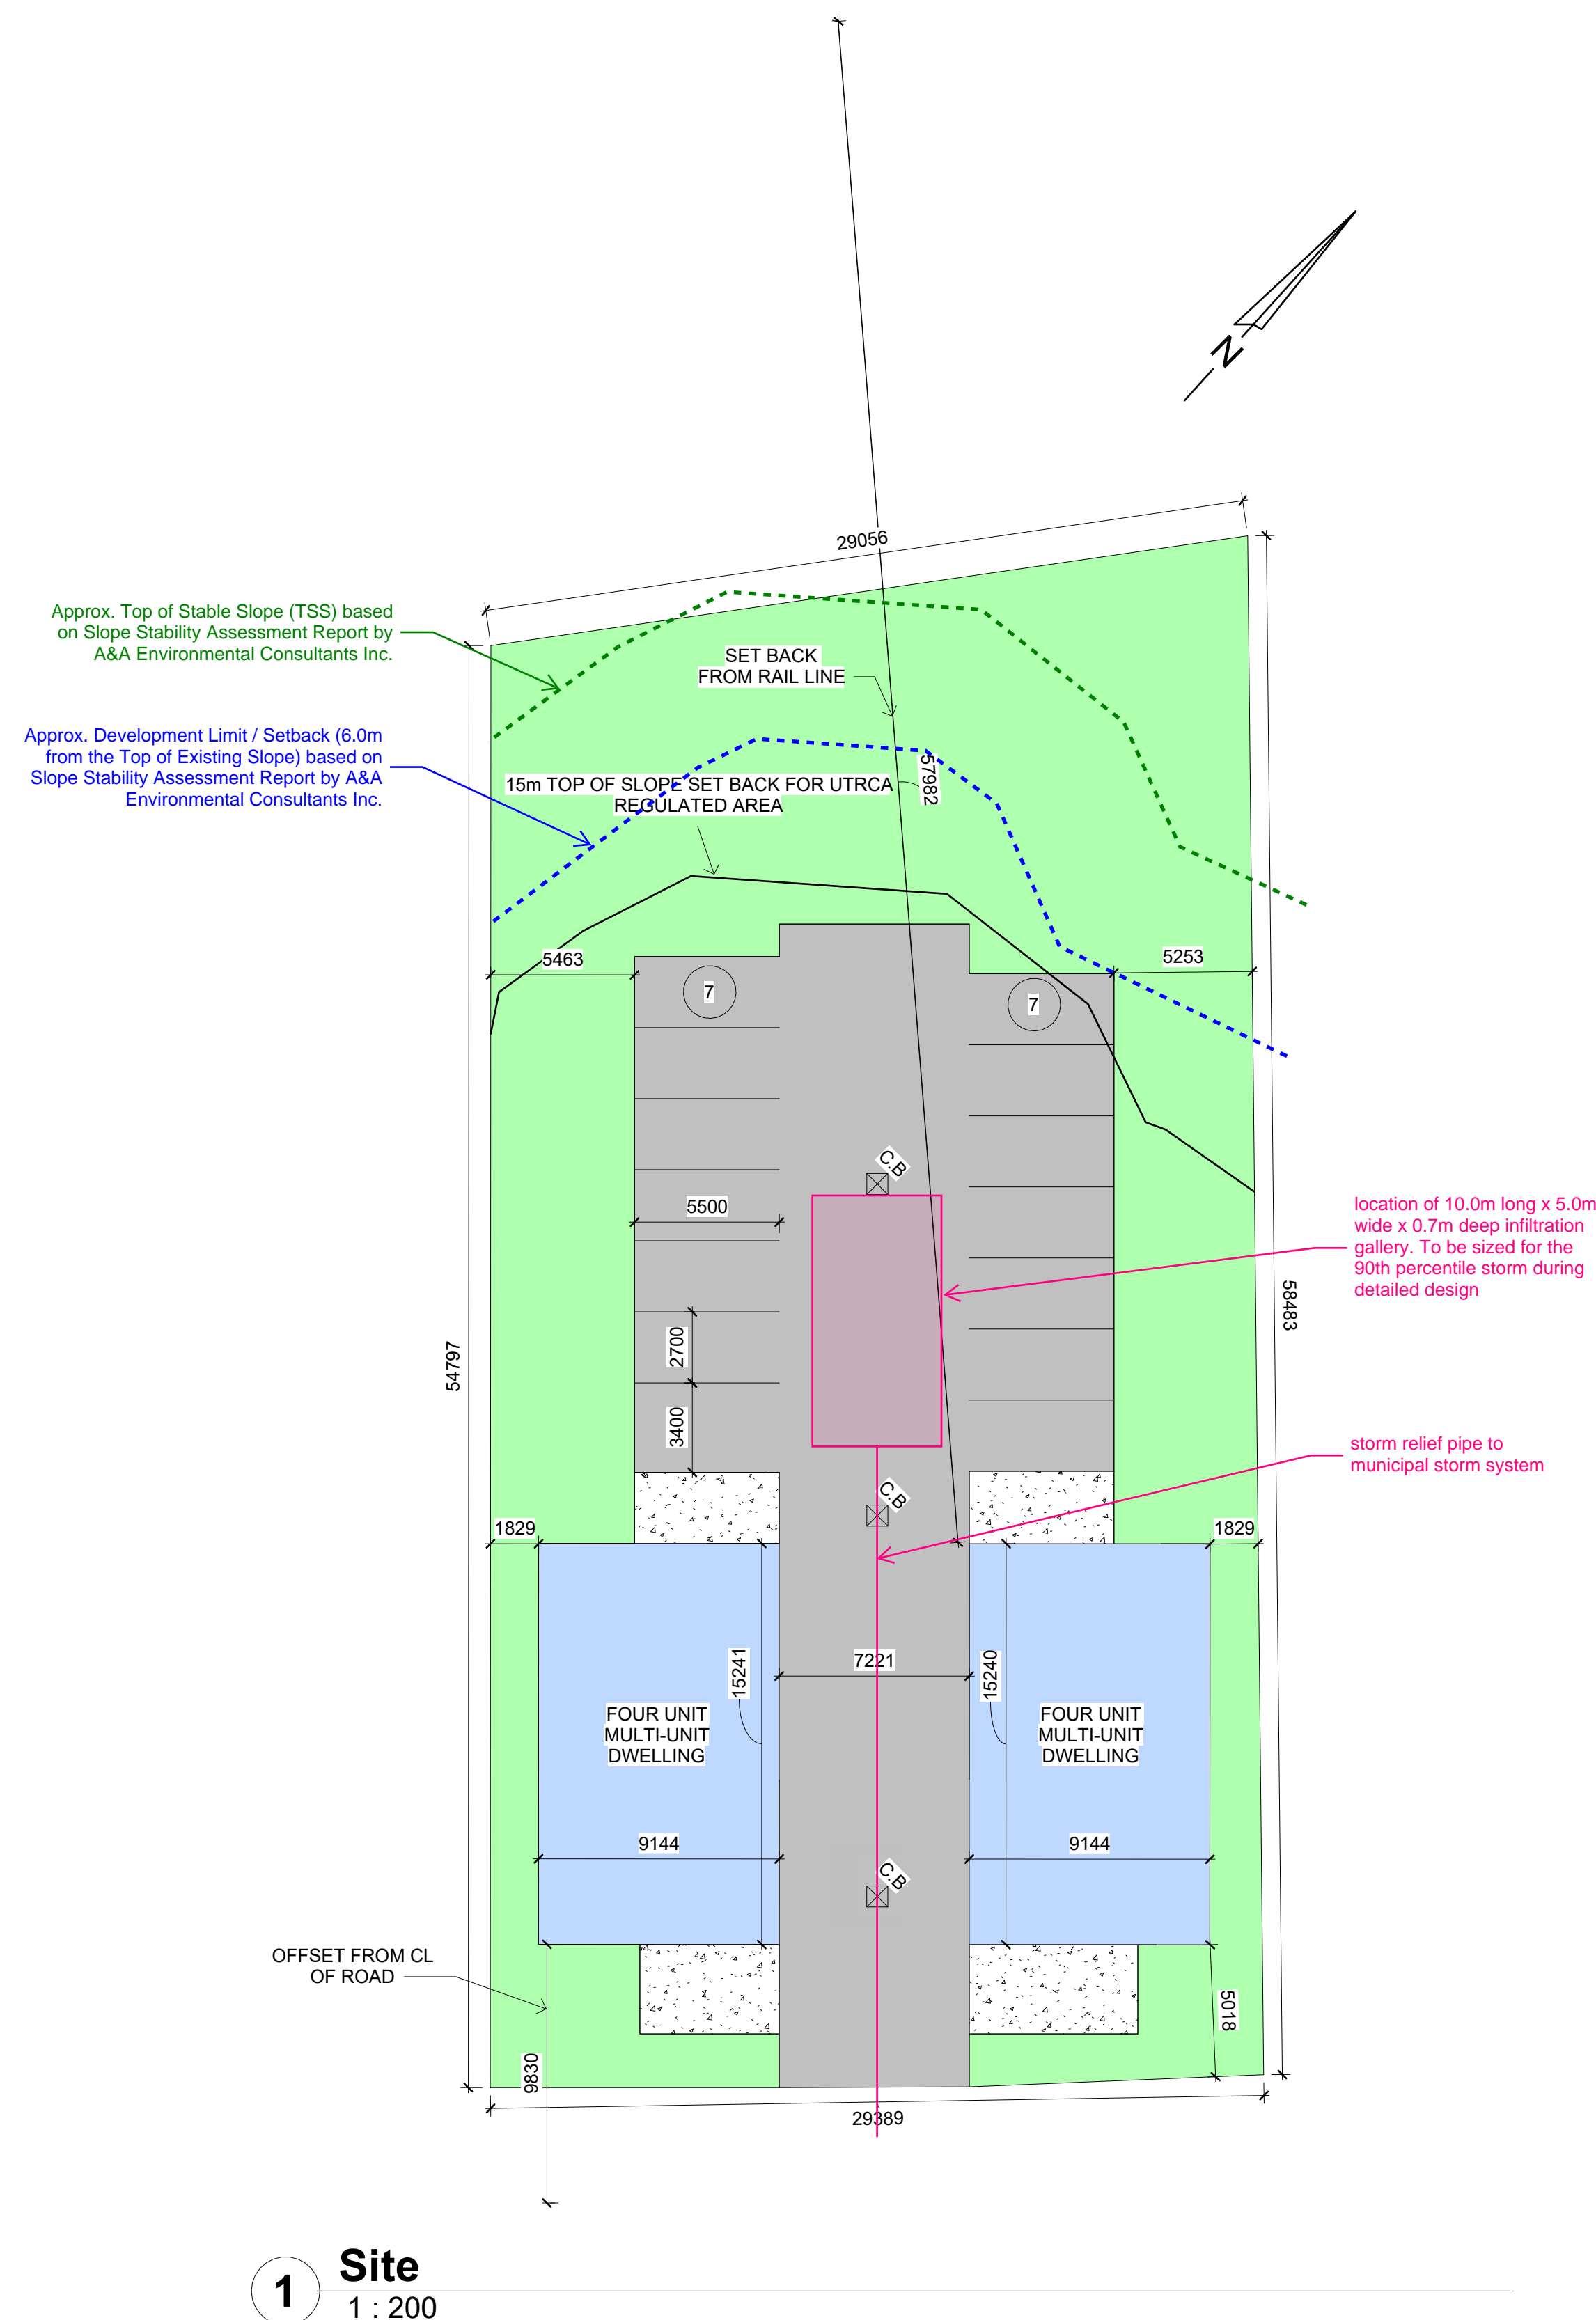 N
29056
Approx. Top of Stable Slope (TSS) based
on Slope Stability Assessment Report by
A&A Environmental Consultants Inc.
SET BACK
FROM RAIL LINE
Approx. Development Limit / Setback (6.0m
from the Top of Existing Slope) based on
Slope Stability Assessment Report by A&A
Environmental Consultants Inc.
57982
15m TOP OF SLOPE SET BACK FOR UTRCA
REGULATED AREA
5463
5253
7
7
C.B
5500
location of 10.0m long x 5.0m
wide x 0.7m deep infiltration
gallery. To be sized for the
90th percentile storm during
detailed design
58483
54797
2700
3400
storm relief pipe to
municipal storm system
C.B
1829
1829
15241
7221
15240
FOUR UNIT
MULTI-UNIT
DWELLING
FOUR UNIT
MULTI-UNIT
DWELLING
9144
9144
C.B
OFFSET FROM CL
OF ROAD
5018
9830
29389
1
Site
1 : 200